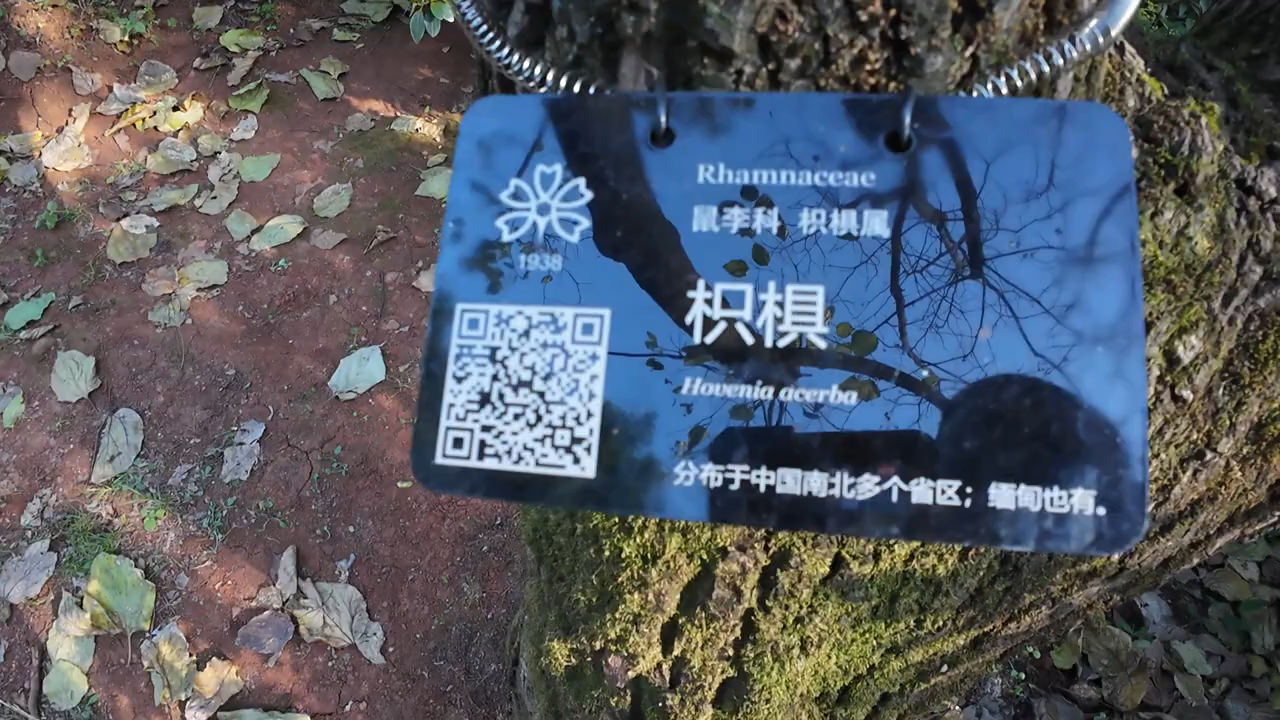 Rhamnaceae
鼠李科 枳椇属
1938
枳椇
Hovenia acerba
分布于中国南北多个省区；缅甸也有。